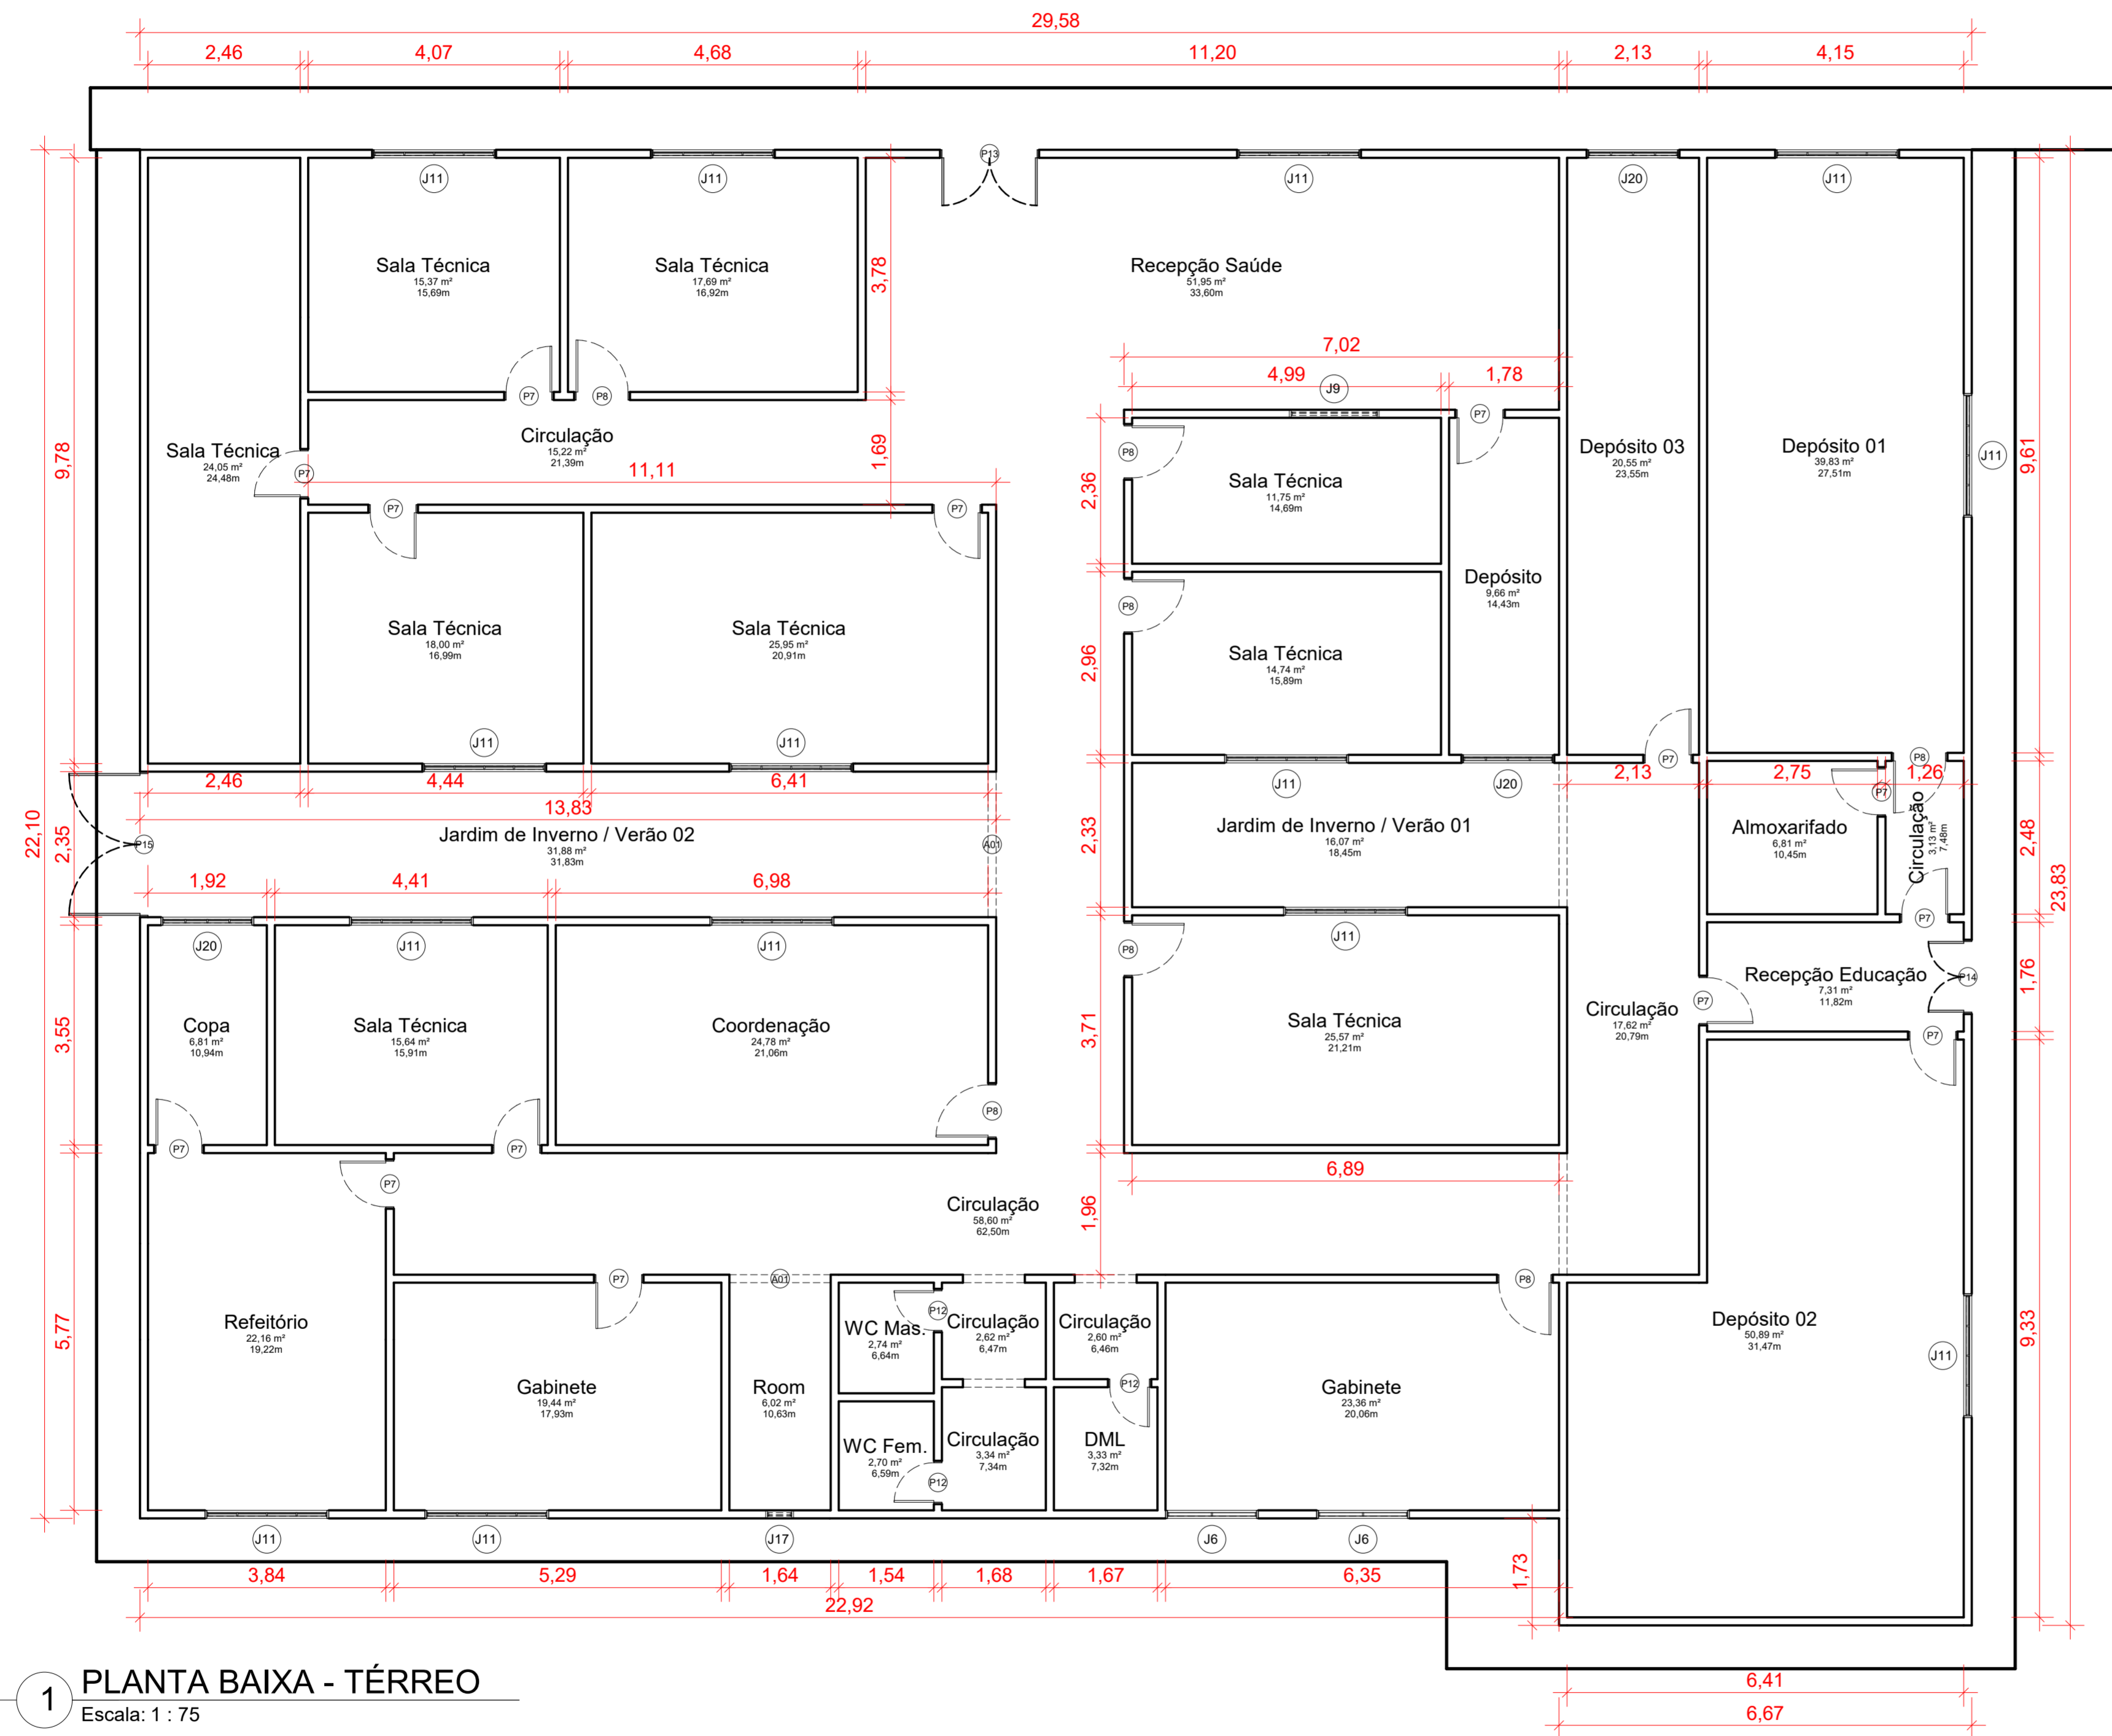 29,58
2,46
4,07
4,68
11,20
2,13
4,15
P13
J11
J11
J11
J20
J11
Sala Técnica
15,37 m²
15,69m
Sala Técnica
17,69 m²
16,92m
3,78
Recepção Saúde
51,95 m²
33,60m
7,02
4,99
J9
1,78
P7
P8
P7
9,78
Sala Técnica
24,05 m²
24,48m
P7
Circulação
15,22 m²
21,39m
11,11
1,69
P8
2,36
Sala Técnica
11,75 m²
14,69m
Depósito 03
20,55 m²
23,55m
Depósito 01
39,83 m²
27,51m
J11
9,61
P7
P7
Depósito
9,66 m²
14,43m
P8
Sala Técnica
18,00 m²
16,99m
Sala Técnica
25,95 m²
20,91m
2,96
Sala Técnica
14,74 m²
15,89m
J11
J11
P7
P8
2,46
4,44
6,41
J11
J20
2,13
2,75
1,26
P7
13,83
22,10
2,35
P15
Jardim de Inverno / Verão 02
31,88 m²
31,83m
A01
2,33
Jardim de Inverno / Verão 01
16,07 m²
18,45m
Almoxarifado
6,81 m²
10,45m
Circulação
3,13 m²
7,48m
2,48
23,83
1,92
4,41
6,98
P7
J20
J11
J11
P8
J11
Recepção Educação
7,31 m²
11,82m
P14
1,76
P7
3,55
Copa
6,81 m²
10,94m
Sala Técnica
15,64 m²
15,91m
Coordenação
24,78 m²
21,06m
3,71
Sala Técnica
25,57 m²
21,21m
Circulação
17,62 m²
20,79m
P7
P8
P7
P7
P7
6,89
Circulação
58,60 m²
62,50m
1,96
P7
A01
P8
5,77
Refeitório
22,16 m²
19,22m
P12
WC Mas.
2,74 m²
6,64m
Circulação
2,62 m²
6,47m
Circulação
2,60 m²
6,46m
Depósito 02
50,89 m²
31,47m
J11
9,33
Gabinete
19,44 m²
17,93m
Room
6,02 m²
10,63m
P12
Gabinete
23,36 m²
20,06m
WC Fem.
2,70 m²
6,59m
Circulação
3,34 m²
7,34m
DML
3,33 m²
7,32m
P12
J11
J11
J17
J6
J6
1,73
3,84
5,29
1,64
1,54
1,68
1,67
6,35
22,92
1
PLANTA BAIXA - TÉRREO
Escala: 1 : 75
6,41
6,67